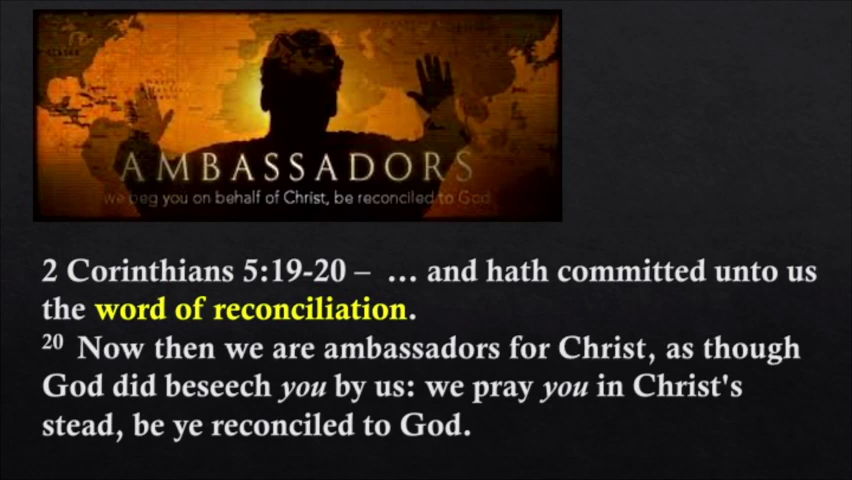 AMBASSADORS
we beg you on behalf of Christ, be reconciled to God
2 Corinthians 5:19-20 – … and hath committed unto us
the word of reconciliation.
20 Now then we are ambassadors for Christ, as though
God did beseech you by us: we pray you in Christ's
stead, be ye reconciled to God.